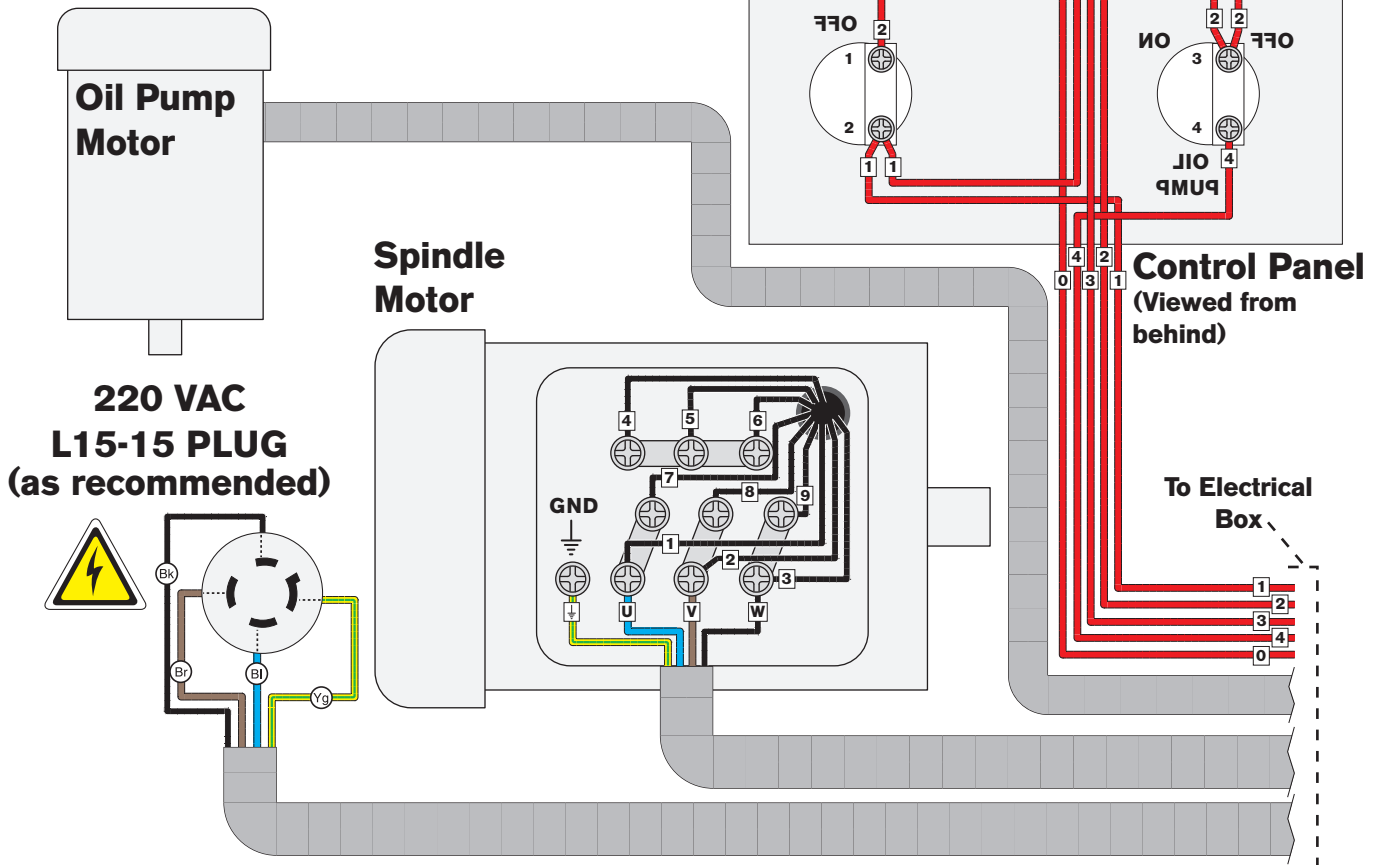 OFF
2
1
2
1
1
2
2
ON
OFF
3
4
OIL
PUMP
4
Oil Pump
Motor
4
2
0
3
1
Control Panel
(Viewed from
behind)
Spindle
Motor
220 VAC
L15-15 PLUG
(as recommended)
4
5
6
7
8
9
GND
1
2
3
U
V
W
To Electrical
Box
Bk
Br
Bl
Yg
1
2
3
4
0